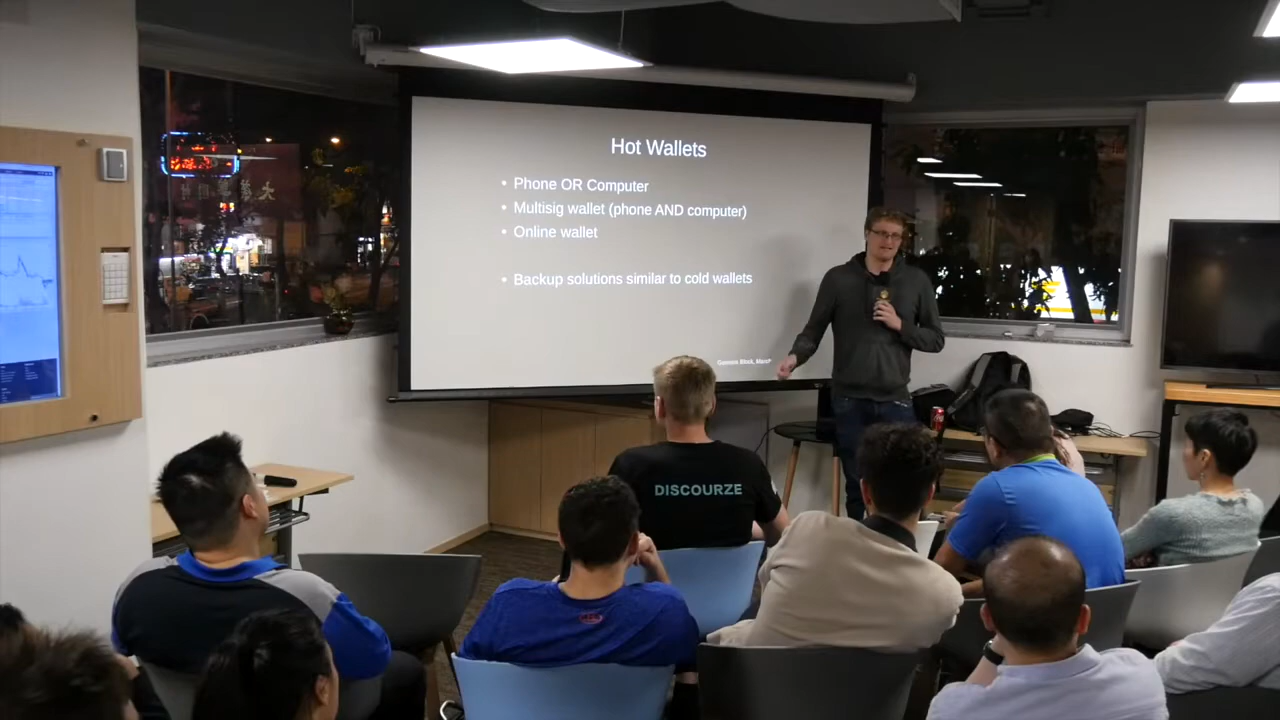 Hot Wallets
• Phone OR Computer
• Multisig wallet (phone AND computer)
• Online wallet
• Backup solutions similar to cold wallets
DISCOURZE